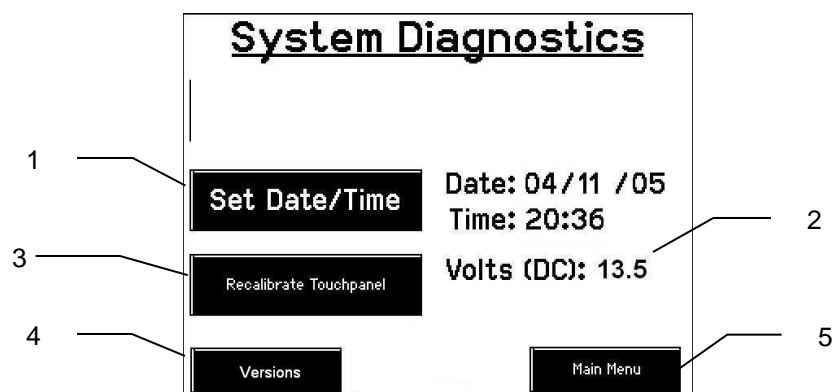 System Diagnostics
1
Set Date/Time
Date: 04/11 /05
Time: 20:36
2
3
Recalibrate Touchpanel
Volts (DC): 13.5
4
Versions
Main Menu
5